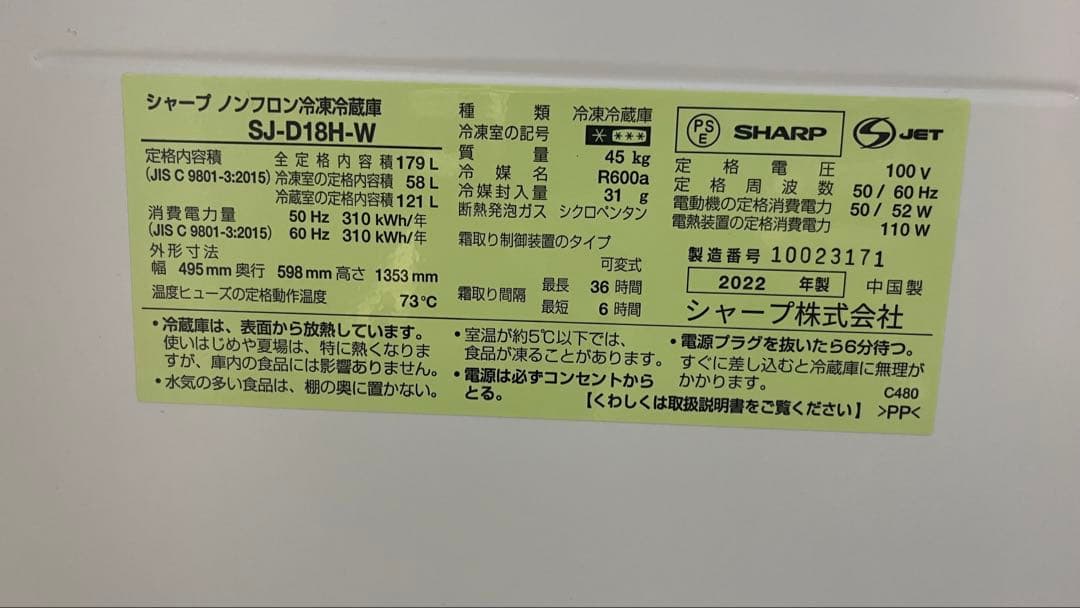 シャープ ノンフロン冷凍冷蔵庫
SJ-D18H-W
定格内容積
(JIS C 9801-3:2015)
全定格内容積 179 L
冷凍室の定格内容積 58 L
冷蔵室の定格内容積 121 L
消費電力量 50 Hz 310 kWh/年
(JIS C 9801-3:2015) 60 Hz 310 kWh/年
外形寸法
幅 495 mm 奥行 598 mm 高さ 1353 mm
温度ヒューズの定格動作温度 73℃
種類 冷凍冷蔵庫
冷凍室の記号 * ***
質量 45 kg
冷媒名 R600a
冷媒封入量 31 g
断熱発泡ガス シクロペンタン
霜取り制御装置のタイプ
可変式
霜取り間隔 最長 36 時間
最短 6 時間
PSE SHARP JET
定格電圧 100 V
定格周波数 50 / 60 Hz
電動機の定格消費電力 50 / 52 W
電熱装置の定格消費電力 110 W
製造番号 10023171
2022 年製 中国製
シャープ株式会社
・冷蔵庫は、表面から放熱しています。
使いはじめや夏場は、特に熱くなりま
すが、庫内の食品には影響ありません。
・水気の多い食品は、棚の奥に置かない。
・室温が約5℃以下では、
食品が凍ることがあります。
・電源は必ずコンセントから
とる。
・電源プラグを抜いたら6分待つ。
すぐに差し込むと冷蔵庫に無理が
かかります。
C480
【くわしくは取扱説明書をご覧ください】 >PP<